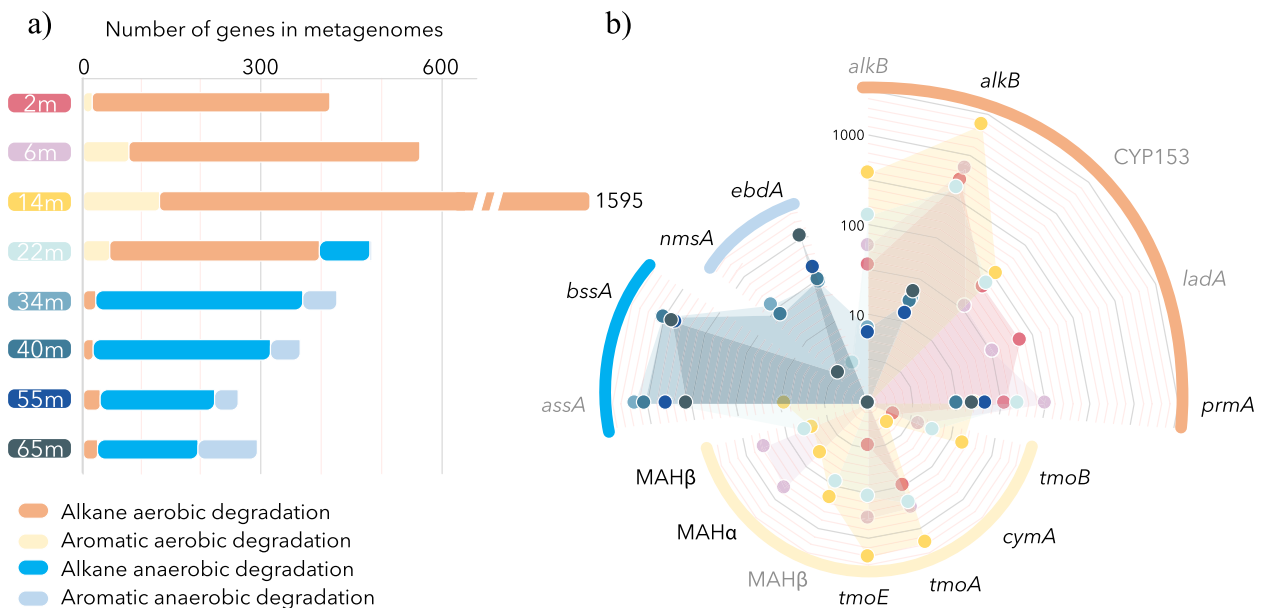 a)
Number of genes in metagenomes
0
300
600
2m
6m
14m
1595
22m
34m
40m
55m
65m
Alkane aerobic degradation
Aromatic aerobic degradation
Alkane anaerobic degradation
Aromatic anaerobic degradation
b)
alkB
alkB
CYP153
ladA
prmA
tmoB
cymA
tmoA
tmoE
MAHβ
MAHα
MAHβ
assA
bssA
nmsA
ebdA
1000
100
10